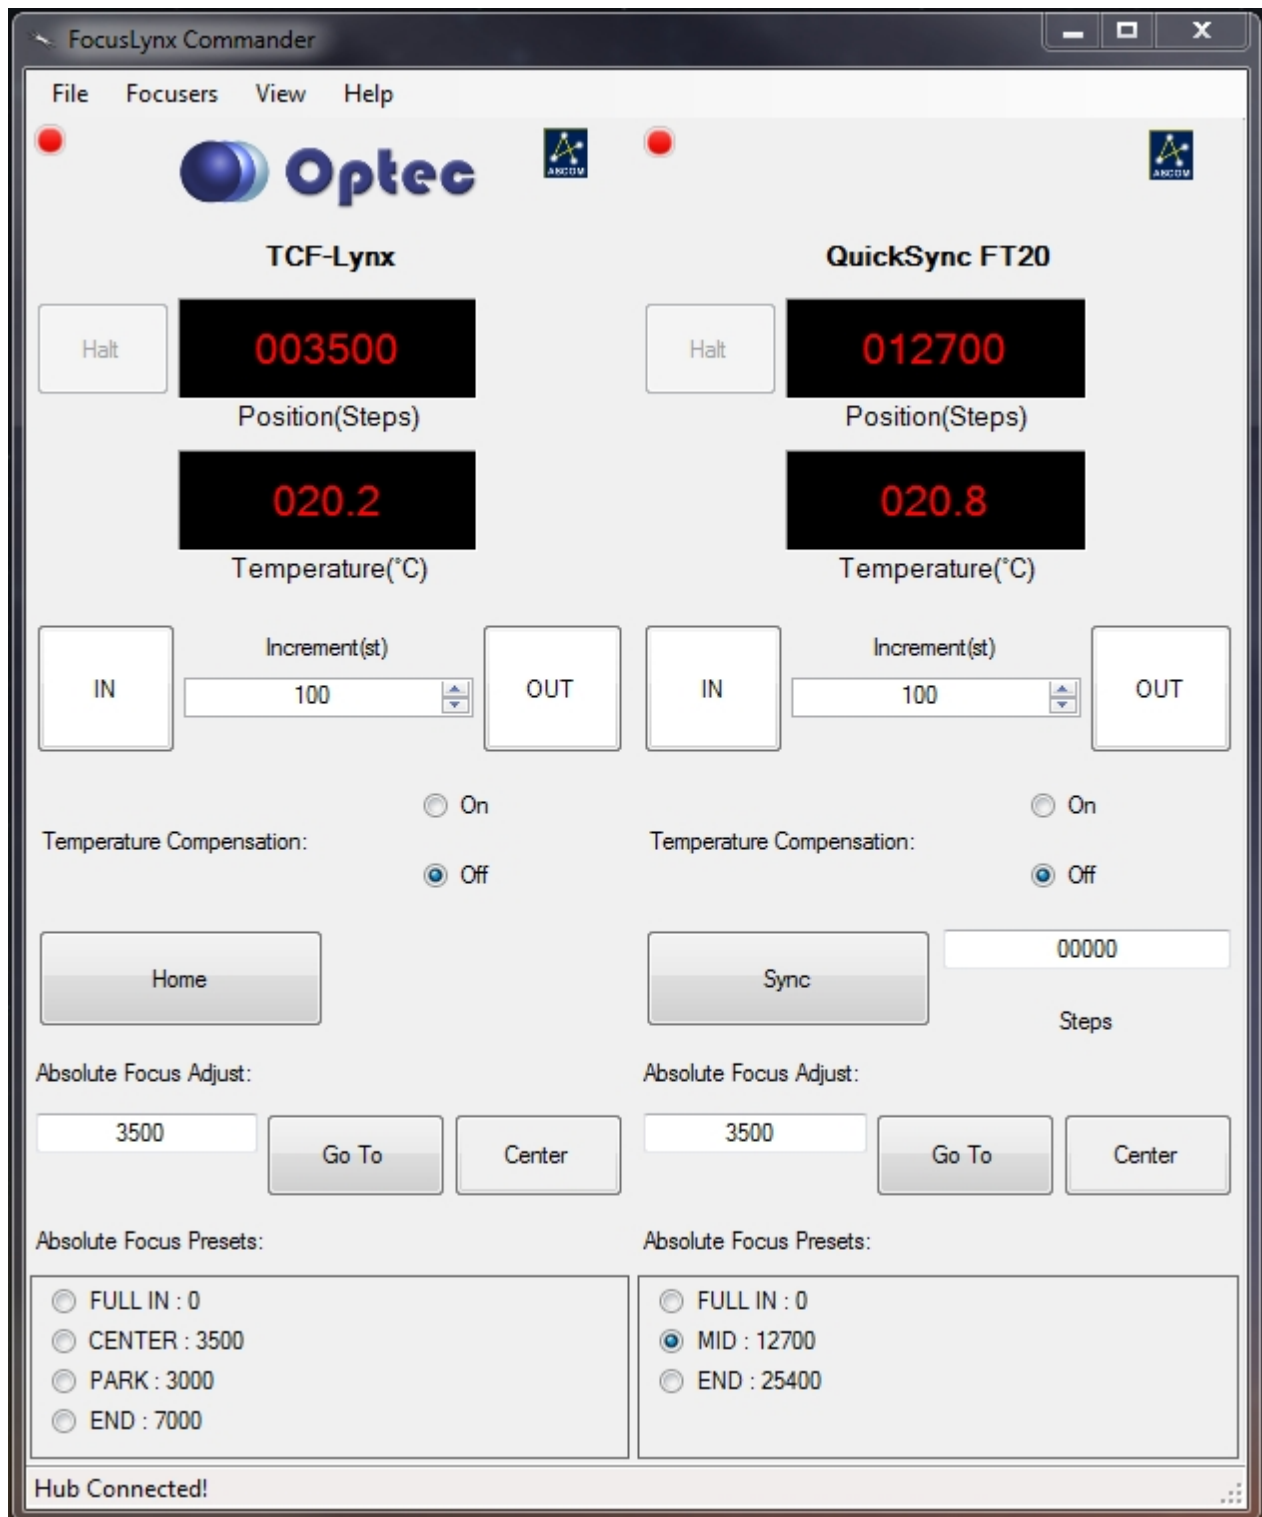 FocusLynx Commander
File Focusers View Help
Optec
ASCOM
ASCOM
TCF-Lynx
Halt
003500
Position(Steps)
020.2
Temperature(°C)
IN
Increment(st)
100
OUT
Temperature Compensation:
On
Off
Home
Absolute Focus Adjust:
3500
Go To
Center
Absolute Focus Presets:
FULL IN : 0
CENTER : 3500
PARK : 3000
END : 7000
QuickSync FT20
Halt
012700
Position(Steps)
020.8
Temperature(°C)
IN
Increment(st)
100
OUT
Temperature Compensation:
On
Off
Sync
00000
Steps
Absolute Focus Adjust:
3500
Go To
Center
Absolute Focus Presets:
FULL IN : 0
MID : 12700
END : 25400
Hub Connected!